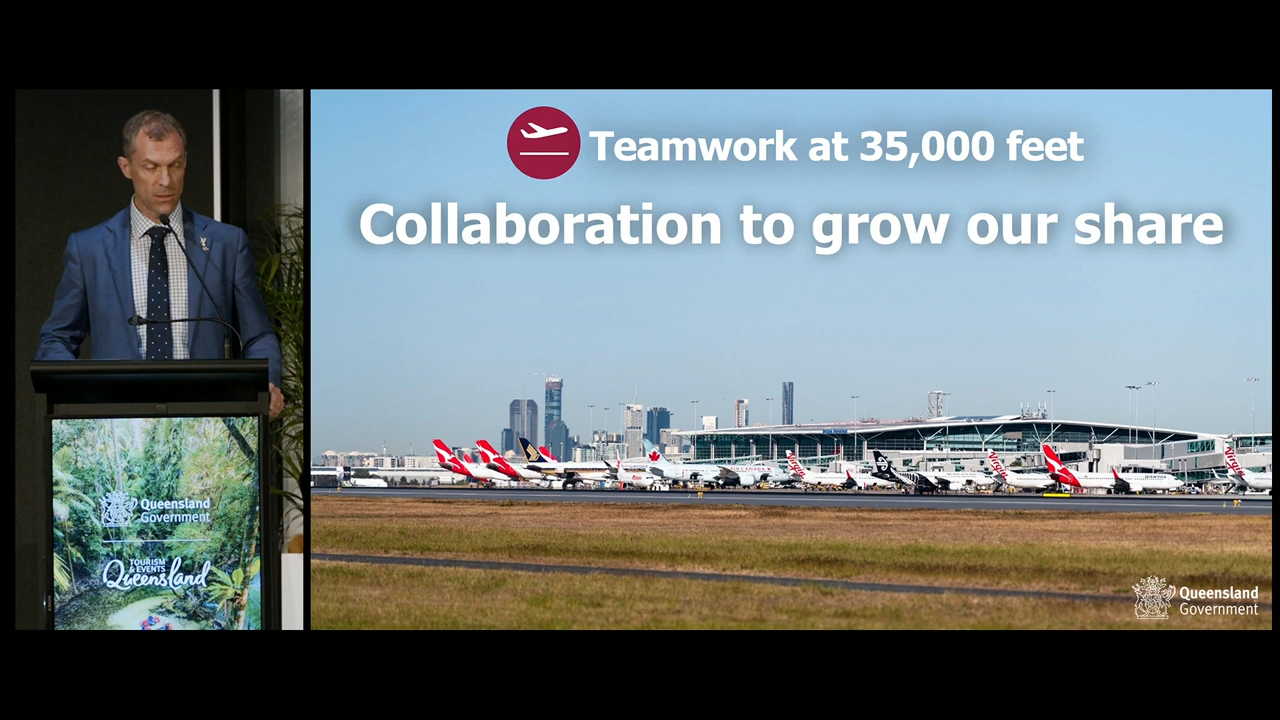 Teamwork at 35,000 feet
Collaboration to grow our share
Queensland
Government
TOURISM
& EVENTS
Queensland
Queensland
Government